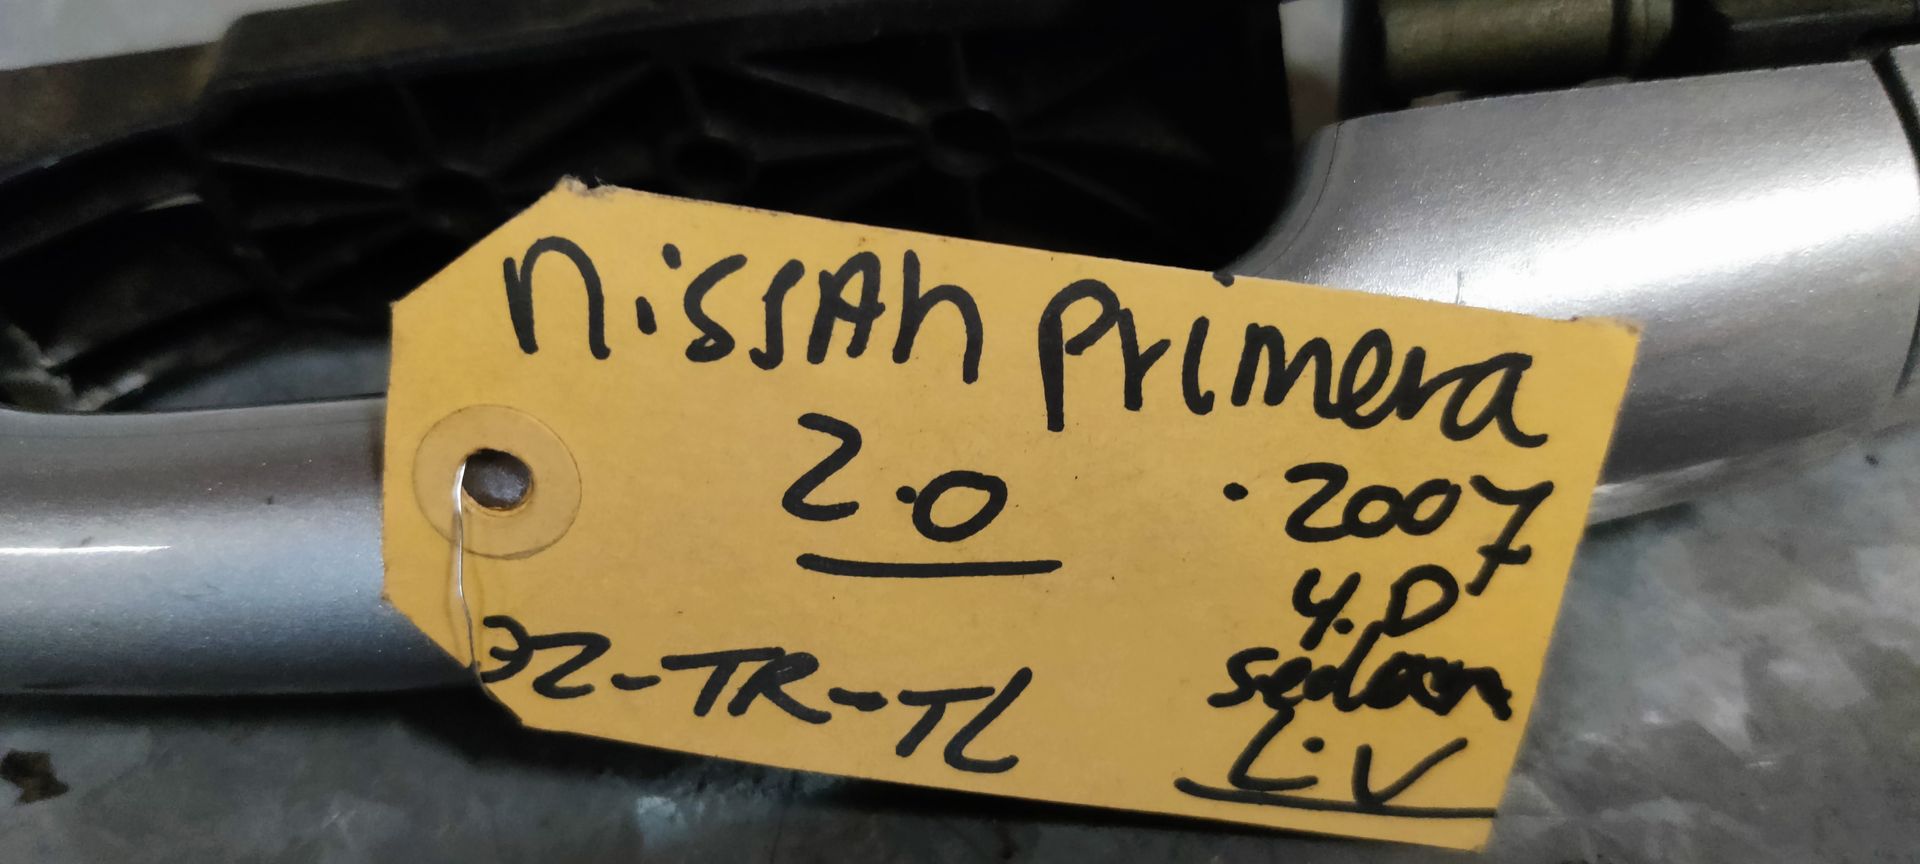 nissAn primera
2.0
.2007
4.D
sedan
32-TR-TL
L.V